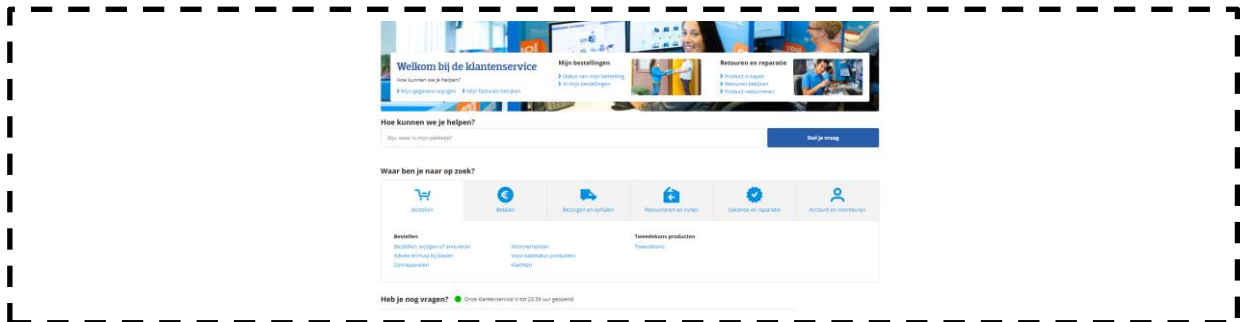 Welkom bij de klantenservice
Hoe kunnen we je helpen?
Mijn gegevens wijzigen
Mijn facturen bekijken
Mijn bestellingen
Status van mijn bestelling
Al mijn bestellingen
Retouren en reparatie
Product is kapot
Retouren bekijken
Product retourneren
Hoe kunnen we je helpen?
Bijv. waar is mijn pakketje?
Stel je vraag
Waar ben je naar op zoek?
Bestellen
Betalen
Bezorgen en ophalen
Retourneren en ruilen
Garantie en reparatie
Account en voorkeuren
Bestellen
Bestellen, wijzigen of annuleren
Advies en hulp bij kiezen
Zonnepanelen
Abonnementen
Voorraadstatus producten
Klachten
Tweedekans producten
Tweedekans
Heb je nog vragen?
Onze klantenservice is tot 23.59 uur geopend